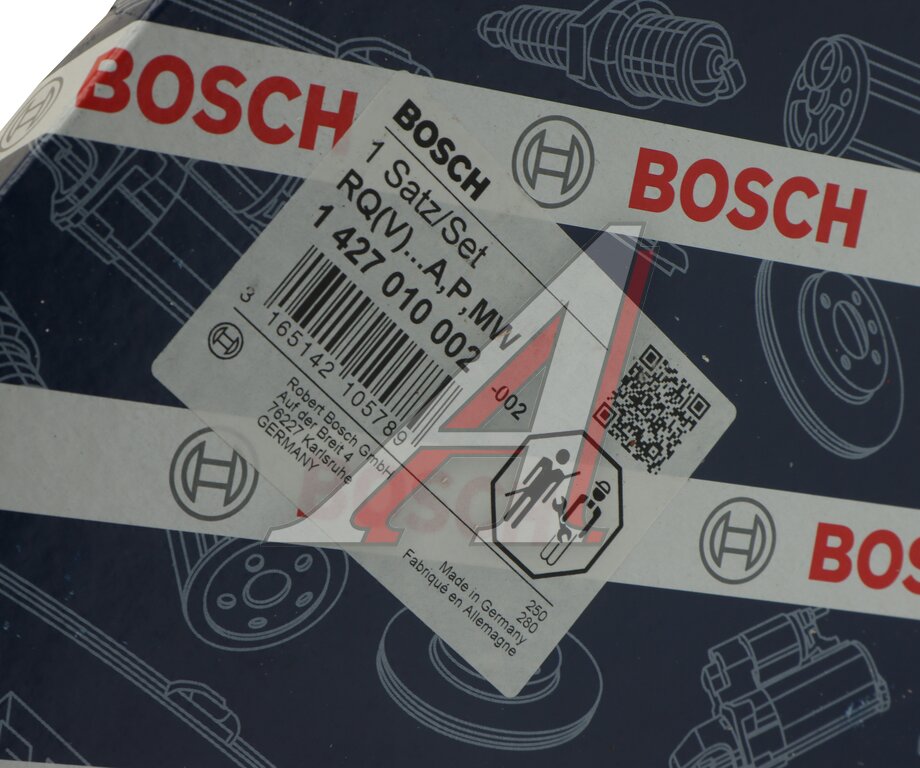 BOSCH
BOSCH
BOSCH
1 Satz/Set
RQ(V)...A,P,MW
1 427 010 002
-002
3 165142 105789
Robert Bosch GmbH
Auf der Breit 4
76227 Karlsruhe
GERMANY
BOSCH
BOS
250
280
Made in Germany
Fabriqué en Allemagne